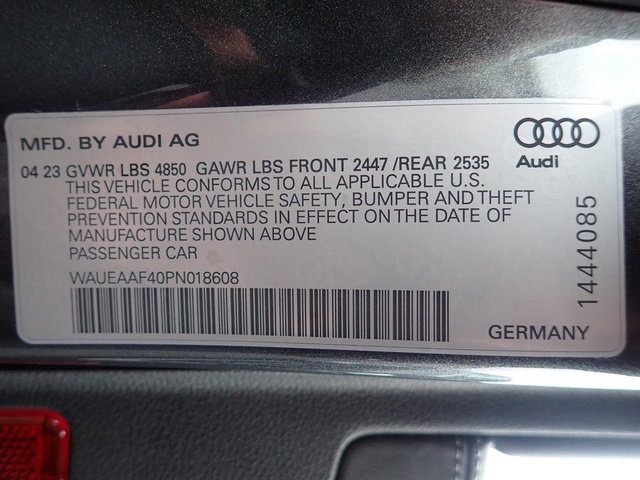 MFD. BY AUDI AG
Audi
04 23 GVWR LBS 4850 GAWR LBS FRONT 2447 /REAR 2535
THIS VEHICLE CONFORMS TO ALL APPLICABLE U.S.
FEDERAL MOTOR VEHICLE SAFETY, BUMPER AND THEFT
PREVENTION STANDARDS IN EFFECT ON THE DATE OF
MANUFACTURE SHOWN ABOVE
PASSENGER CAR
WAUEAAF40PN018608
1444085
GERMANY